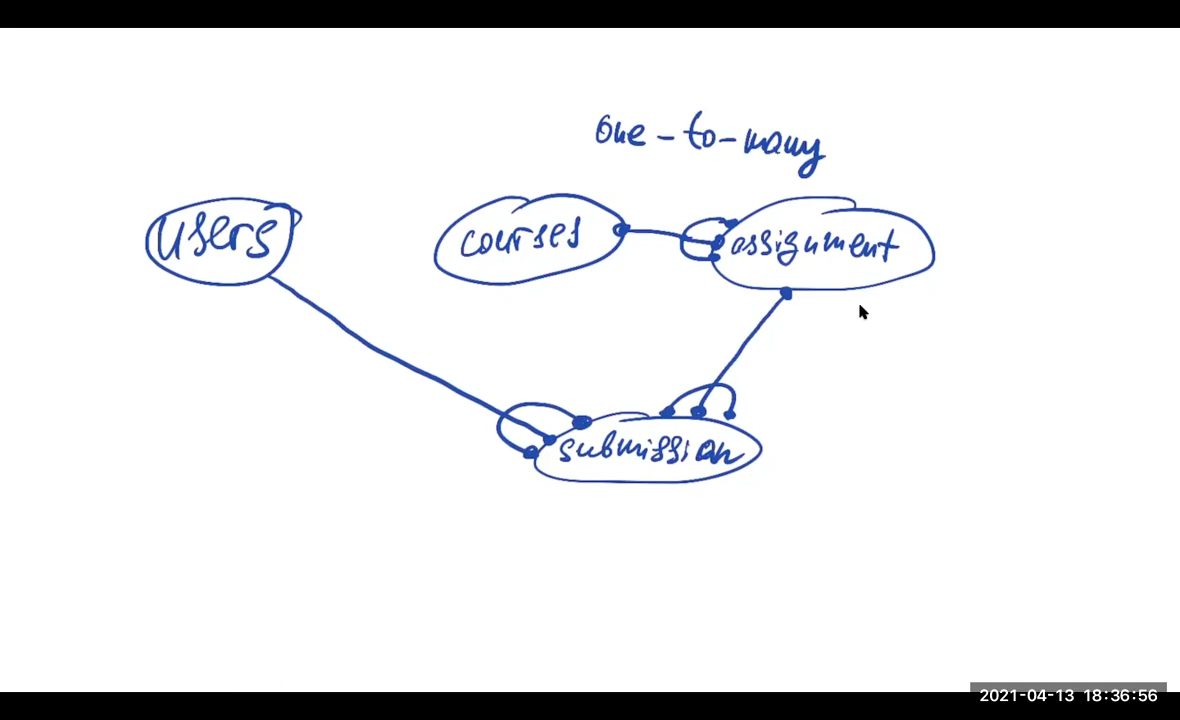 one-to-many
users
courses
assignment
submission
2021-04-13 18:36:56